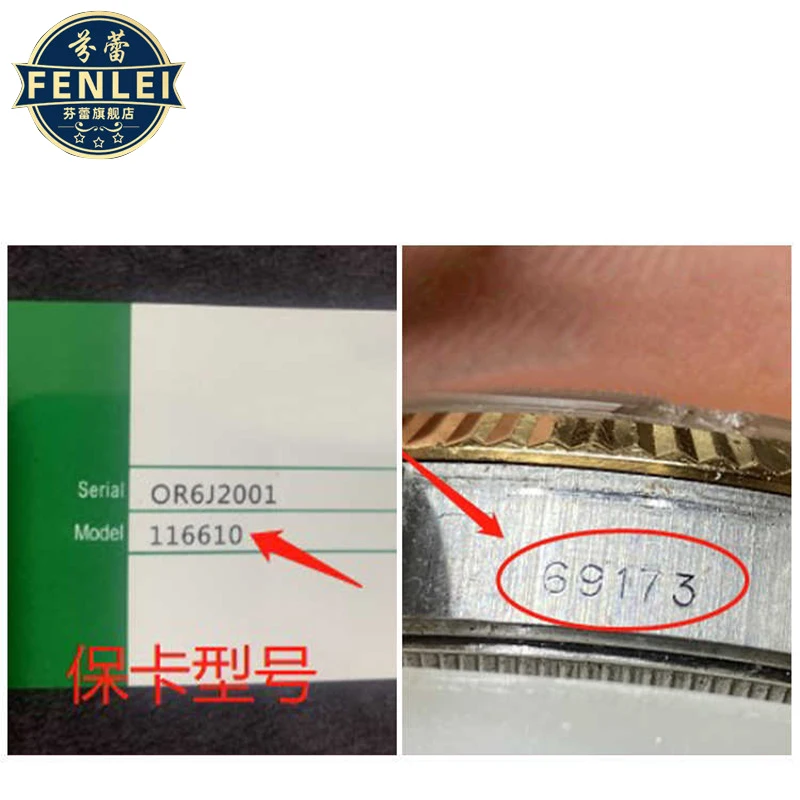 芬蕾
FENLEI
芬蕾旗舰店
Serial OR6J2001
Model 116610
保卡型号
69173